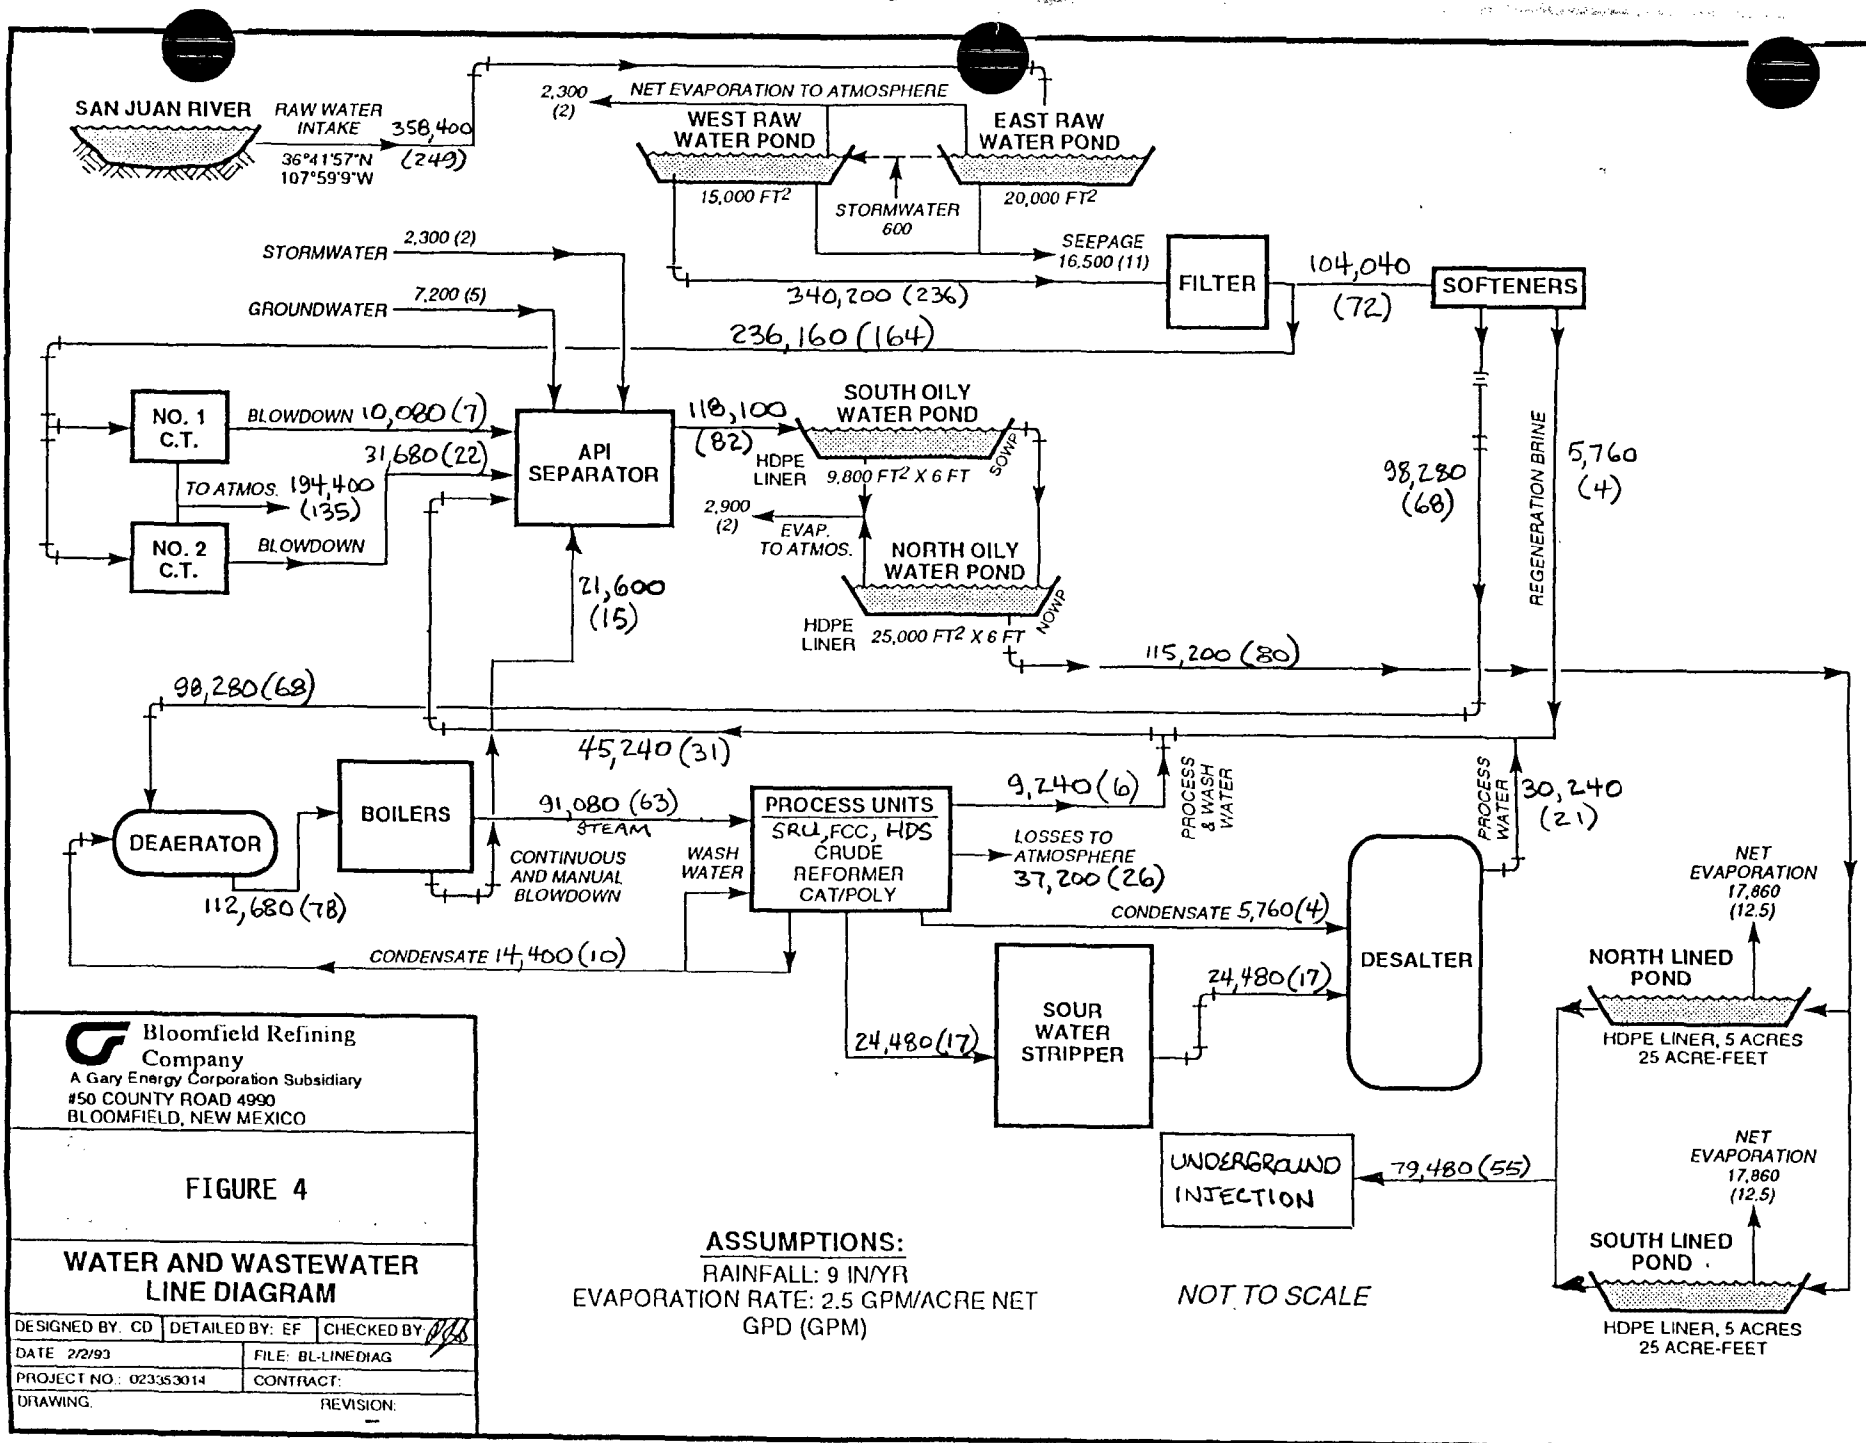 SAN JUAN RIVER
RAW WATER
INTAKE
36°41'57"N
107°59'9"W
358,400
(249)
2,300
(2)
NET EVAPORATION TO ATMOSPHERE
WEST RAW
WATER POND
15,000 FT2
EAST RAW
WATER POND
20,000 FT2
STORMWATER
600
SEEPAGE
16,500 (11)
340,200 (236)
FILTER
104,040
(72)
SOFTENERS
STORMWATER 2,300 (2)
GROUNDWATER 7,200 (5)
236,160 (164)
NO. 1
C.T.
BLOWDOWN 10,080 (7)
31,680 (22)
TO ATMOS. 194,400
(135)
NO. 2
C.T.
BLOWDOWN
API
SEPARATOR
118,100
(82)
SOUTH OILY
WATER POND
HDPE
LINER
9,800 FT2 X 6 FT
SOWP
2,900
(2)
EVAP.
TO ATMOS.
NORTH OILY
WATER POND
HDPE
LINER
25,000 FT2 X 6 FT
NOWP
98,280
(68)
REGENERATION BRINE
5,760
(4)
21,600
(15)
115,200 (80)
98,280 (68)
45,240 (31)
DEAERATOR
112,680 (78)
BOILERS
91,080 (63)
STEAM
CONTINUOUS
AND MANUAL
BLOWDOWN
WASH
WATER
PROCESS UNITS
SRU, FCC, HDS
CRUDE
REFORMER
CAT/POLY
9,240 (6)
PROCESS
& WASH
WATER
LOSSES TO
ATMOSPHERE
37,200 (26)
PROCESS
WATER
30,240
(21)
CONDENSATE 5,760 (4)
CONDENSATE 14,400 (10)
DESALTER
24,480 (17)
SOUR
WATER
STRIPPER
24,480 (17)
NET
EVAPORATION
17,860
(12.5)
NORTH LINED
POND
HDPE LINER, 5 ACRES
25 ACRE-FEET
UNDERGROUND
INJECTION
79,480 (55)
NET
EVAPORATION
17,860
(12.5)
SOUTH LINED
POND
HDPE LINER, 5 ACRES
25 ACRE-FEET
Bloomfield Refining
Company
A Gary Energy Corporation Subsidiary
#50 COUNTY ROAD 4990
BLOOMFIELD, NEW MEXICO
FIGURE 4
WATER AND WASTEWATER
LINE DIAGRAM
DESIGNED BY: CD DETAILED BY: EF CHECKED BY:
DATE 2/2/93 FILE: BL-LINEDIAG
PROJECT NO.: 023353014 CONTRACT:
DRAWING: REVISION:
–
ASSUMPTIONS:
RAINFALL: 9 IN/YR
EVAPORATION RATE: 2.5 GPM/ACRE NET
GPD (GPM)
NOT TO SCALE